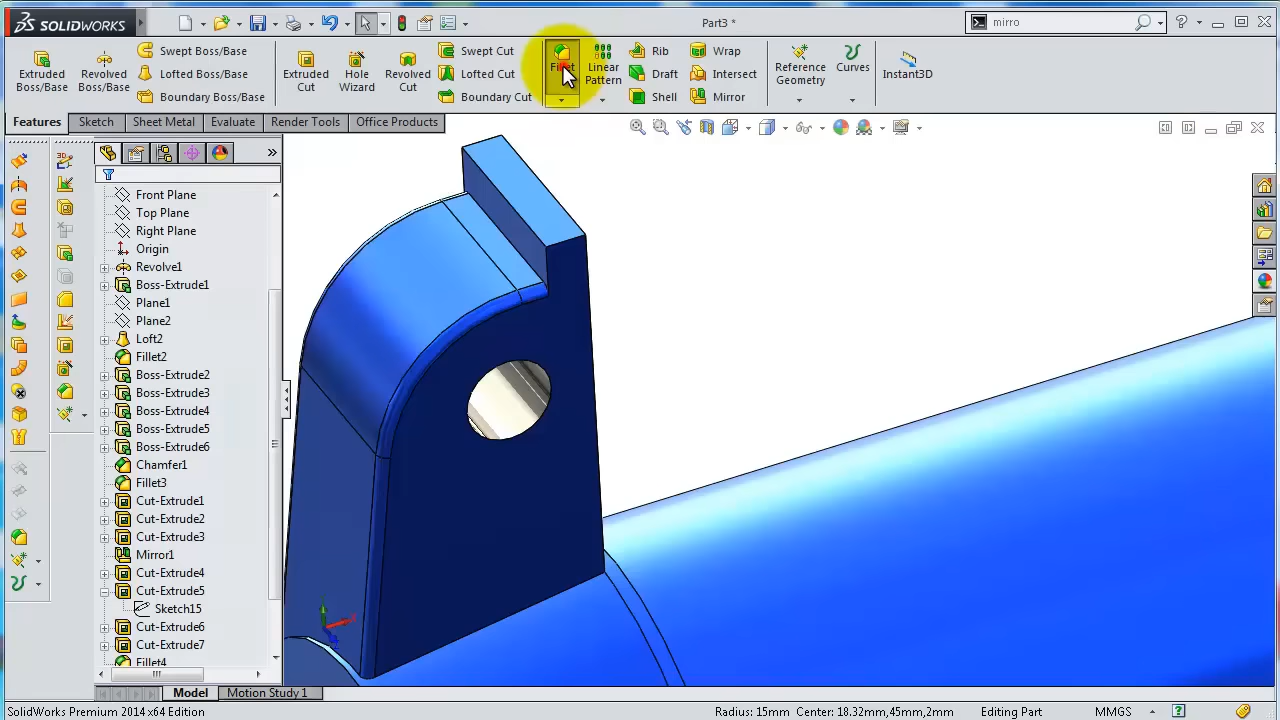 SOLIDWORKS
Part3 *
mirro
Extruded Boss/Base
Revolved Boss/Base
Swept Boss/Base
Lofted Boss/Base
Boundary Boss/Base
Extruded Cut
Hole Wizard
Revolved Cut
Swept Cut
Lofted Cut
Boundary Cut
Fillet
Linear Pattern
Rib
Draft
Shell
Wrap
Intersect
Mirror
Reference Geometry
Curves
Instant3D
Features
Sketch
Sheet Metal
Evaluate
Render Tools
Office Products
Front Plane
Top Plane
Right Plane
Origin
Revolve1
Boss-Extrude1
Plane1
Plane2
Loft2
Fillet2
Boss-Extrude2
Boss-Extrude3
Boss-Extrude4
Boss-Extrude5
Boss-Extrude6
Chamfer1
Fillet3
Cut-Extrude1
Cut-Extrude2
Cut-Extrude3
Mirror1
Cut-Extrude4
Cut-Extrude5
Sketch15
Cut-Extrude6
Cut-Extrude7
Fillet4
Model
Motion Study 1
SolidWorks Premium 2014 x64 Edition
Radius: 15mm Center: 18.32mm,45mm,2mm
Editing Part
MMGS